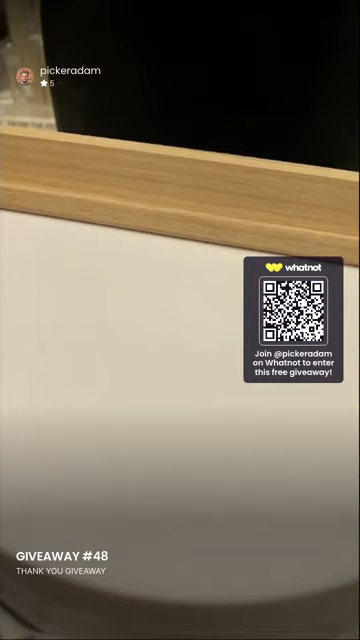 pickeradam
★ 5
whatnot
Join @pickeradam
on Whatnot to enter
this free giveaway!
GIVEAWAY #48
THANK YOU GIVEAWAY